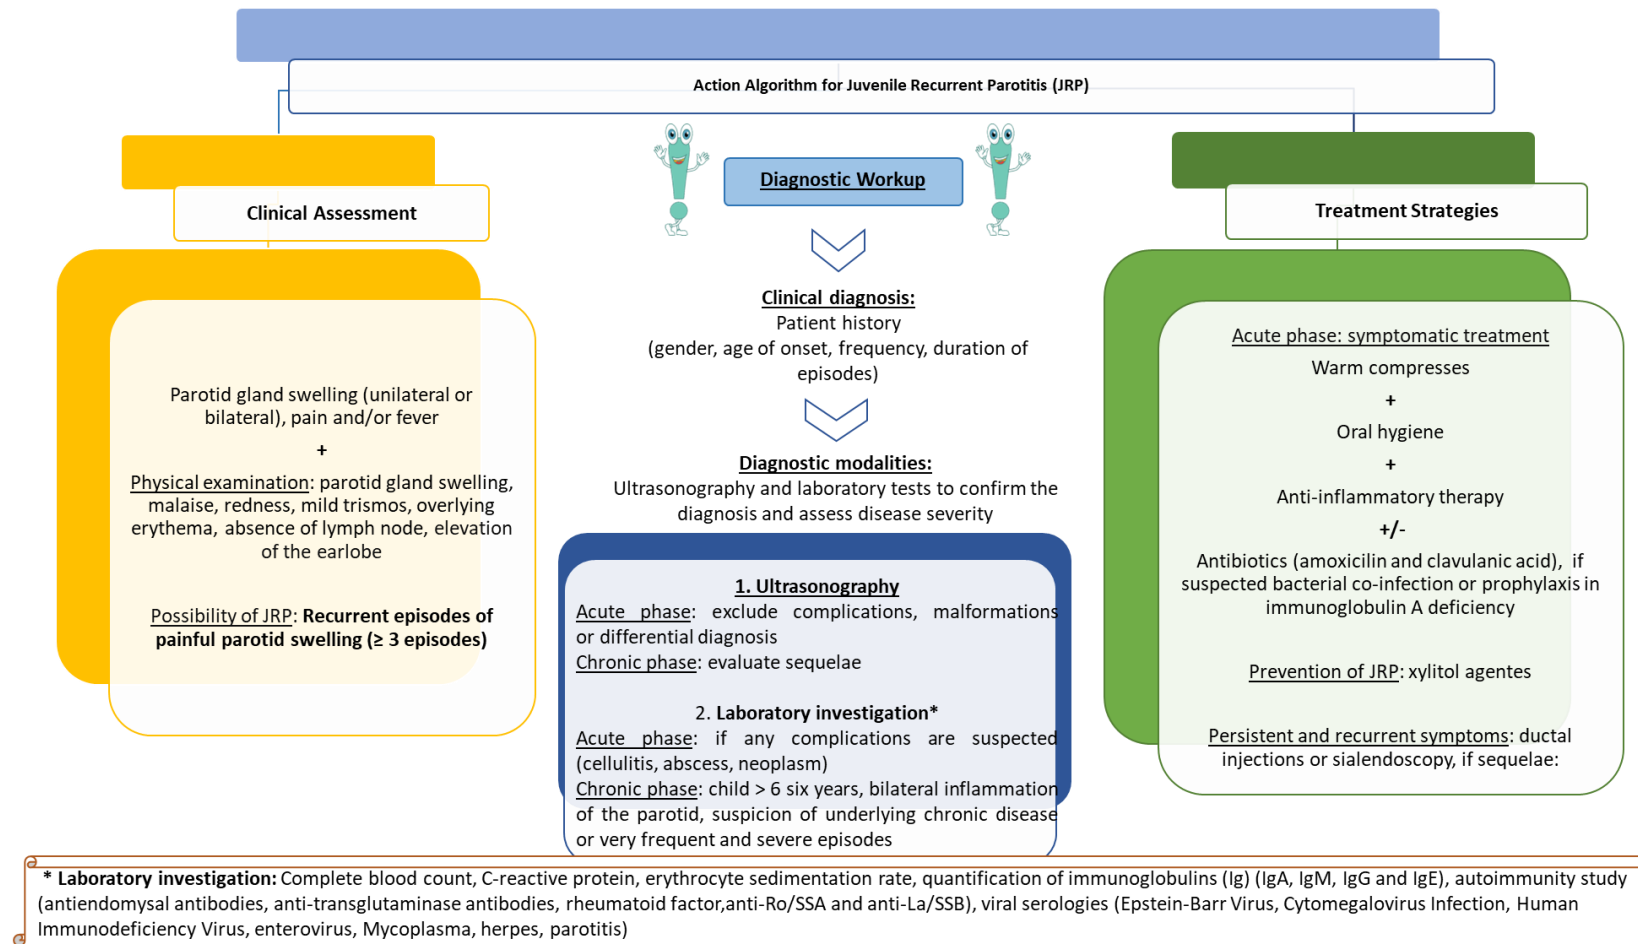 Action Algorithm for Juvenile Recurrent Parotitis (JRP)
Clinical Assessment
Parotid gland swelling (unilateral or
bilateral), pain and/or fever
+
Physical examination: parotid gland swelling,
malaise, redness, mild trismos, overlying
erythema, absence of lymph node, elevation
of the earlobe
Possibility of JRP: Recurrent episodes of
painful parotid swelling (≥ 3 episodes)
Diagnostic Workup
Clinical diagnosis:
Patient history
(gender, age of onset, frequency, duration of
episodes)
Diagnostic modalities:
Ultrasonography and laboratory tests to confirm the
diagnosis and assess disease severity
1. Ultrasonography
Acute phase: exclude complications, malformations
or differential diagnosis
Chronic phase: evaluate sequelae
2. Laboratory investigation*
Acute phase: if any complications are suspected
(cellulitis, abscess, neoplasm)
Chronic phase: child > 6 six years, bilateral inflammation
of the parotid, suspicion of underlying chronic disease
or very frequent and severe episodes
Treatment Strategies
Acute phase: symptomatic treatment
Warm compresses
+
Oral hygiene
+
Anti-inflammatory therapy
+/-
Antibiotics (amoxicilin and clavulanic acid), if
suspected bacterial co-infection or prophylaxis in
immunoglobulin A deficiency
Prevention of JRP: xylitol agentes
Persistent and recurrent symptoms: ductal
injections or sialendoscopy, if sequelae:
* Laboratory investigation: Complete blood count, C-reactive protein, erythrocyte sedimentation rate, quantification of immunoglobulins (Ig) (IgA, IgM, IgG and IgE), autoimmunity study
(antiendomysal antibodies, anti-transglutaminase antibodies, rheumatoid factor,anti-Ro/SSA and anti-La/SSB), viral serologies (Epstein-Barr Virus, Cytomegalovirus Infection, Human
Immunodeficiency Virus, enterovirus, Mycoplasma, herpes, parotitis)